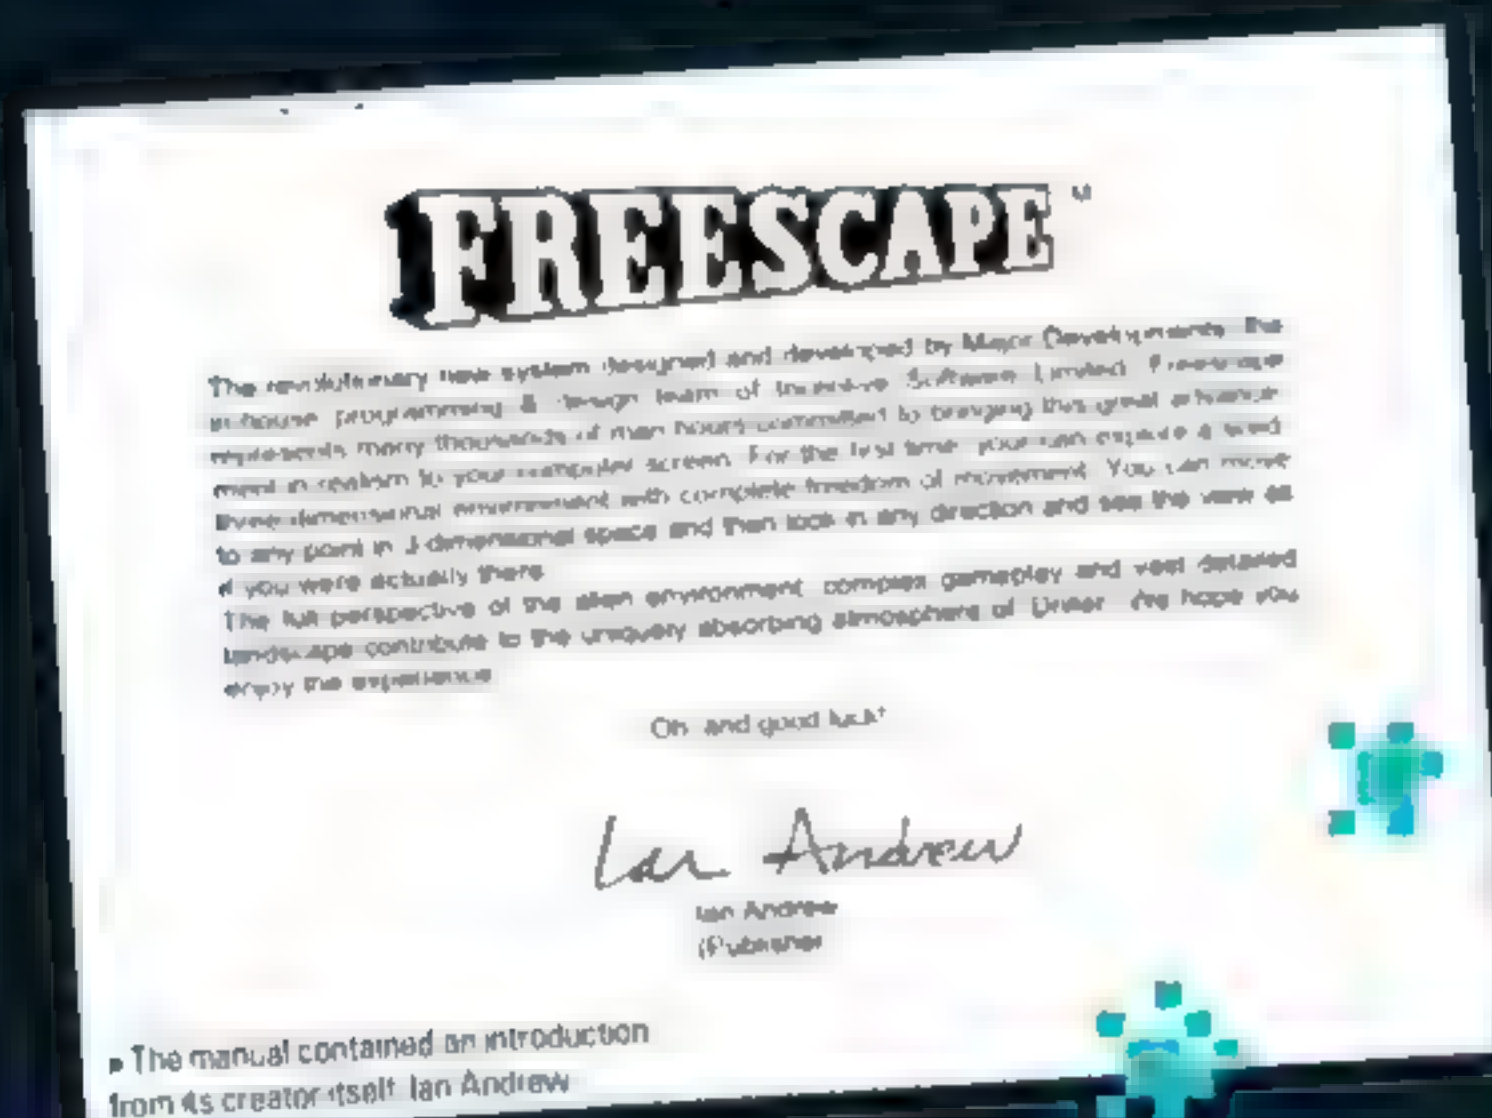 FREESCAPE
The revolutionary new system designed and developed by Major Developments, the
in-house programming & design team of Incentive Software Limited. Freescape
represents many thousands of man hours committed to bringing this great advance-
ment in realism to your computer screen. For the first time, your can explore a solid
three-dimensional environment with complete freedom of movement. You can move
to any point in 3-dimensional space and then look in any direction and see the view as
if you were actually there.
The full perspective of the alien environment, complex gameplay and vast detailed
landscape contribute to the uniquely absorbing atmosphere of Driller. We hope you
enjoy the experience.
Oh, and good luck!
Ian Andrew
Ian Andrew
(Publisher
The manual contained an introduction
from its creator itself Ian Andrew